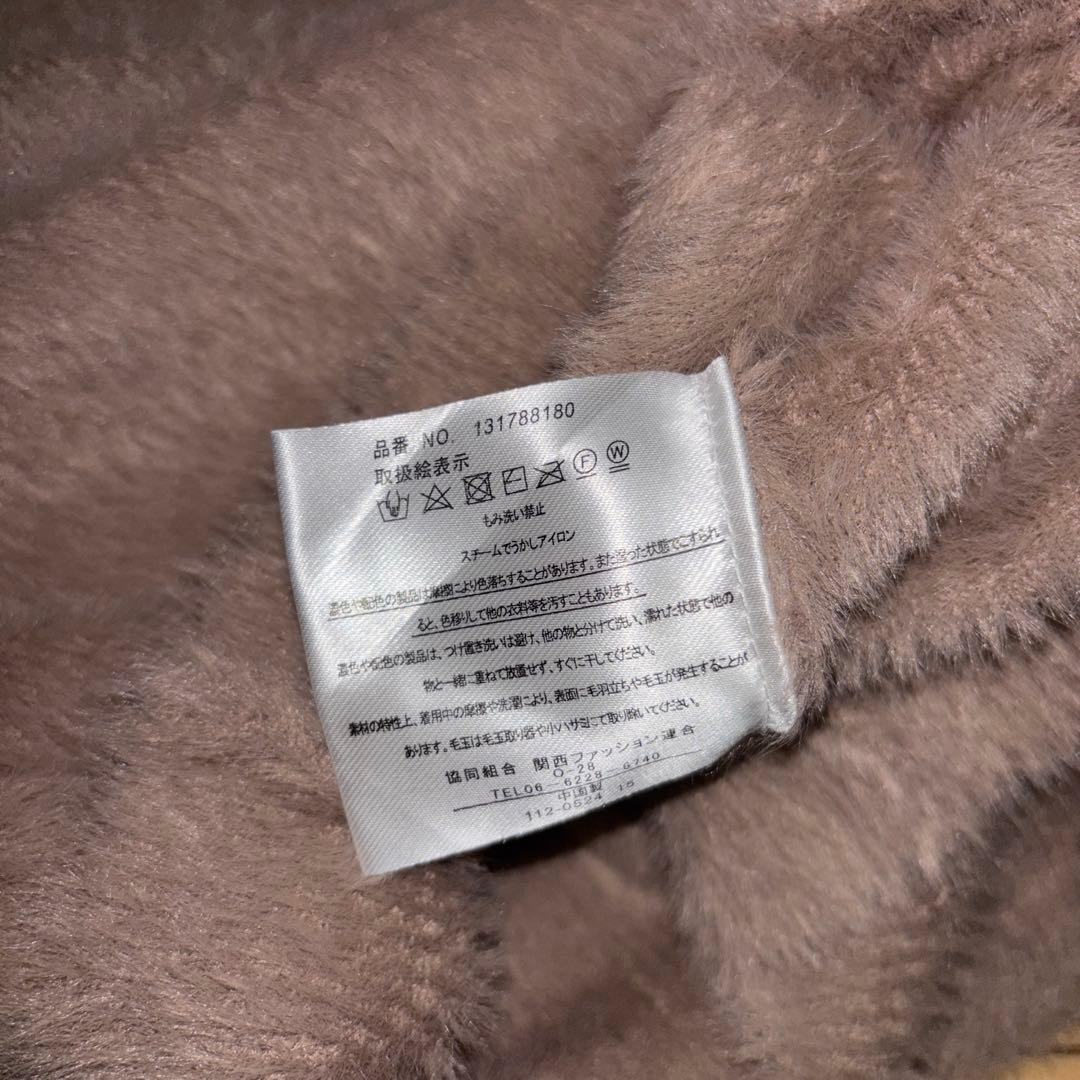 品番 NO. 131788180
取扱絵表示
F W
もみ洗い禁止
スチームでうかしアイロン
濃色や配色の製品は摩擦により色落ちすることがあります。また湿った状態でこすられ
ると、色移りして他の衣料等を汚すこともあります。
濃色や配色の製品は、つけ置き洗いは避け、他の物と分けて洗い、濡れた状態で他の
物と一緒に重ねて放置せず、すぐに干してください。
素材の特性上、着用中の摩擦や洗濯により、表面に毛羽立ちや毛玉が発生することが
あります。毛玉は毛玉取り器や小ハサミにて取り除いてください。
協同組合 関西ファッション連合
O-28
TEL06-6228-6740
中国製
112-0524 15